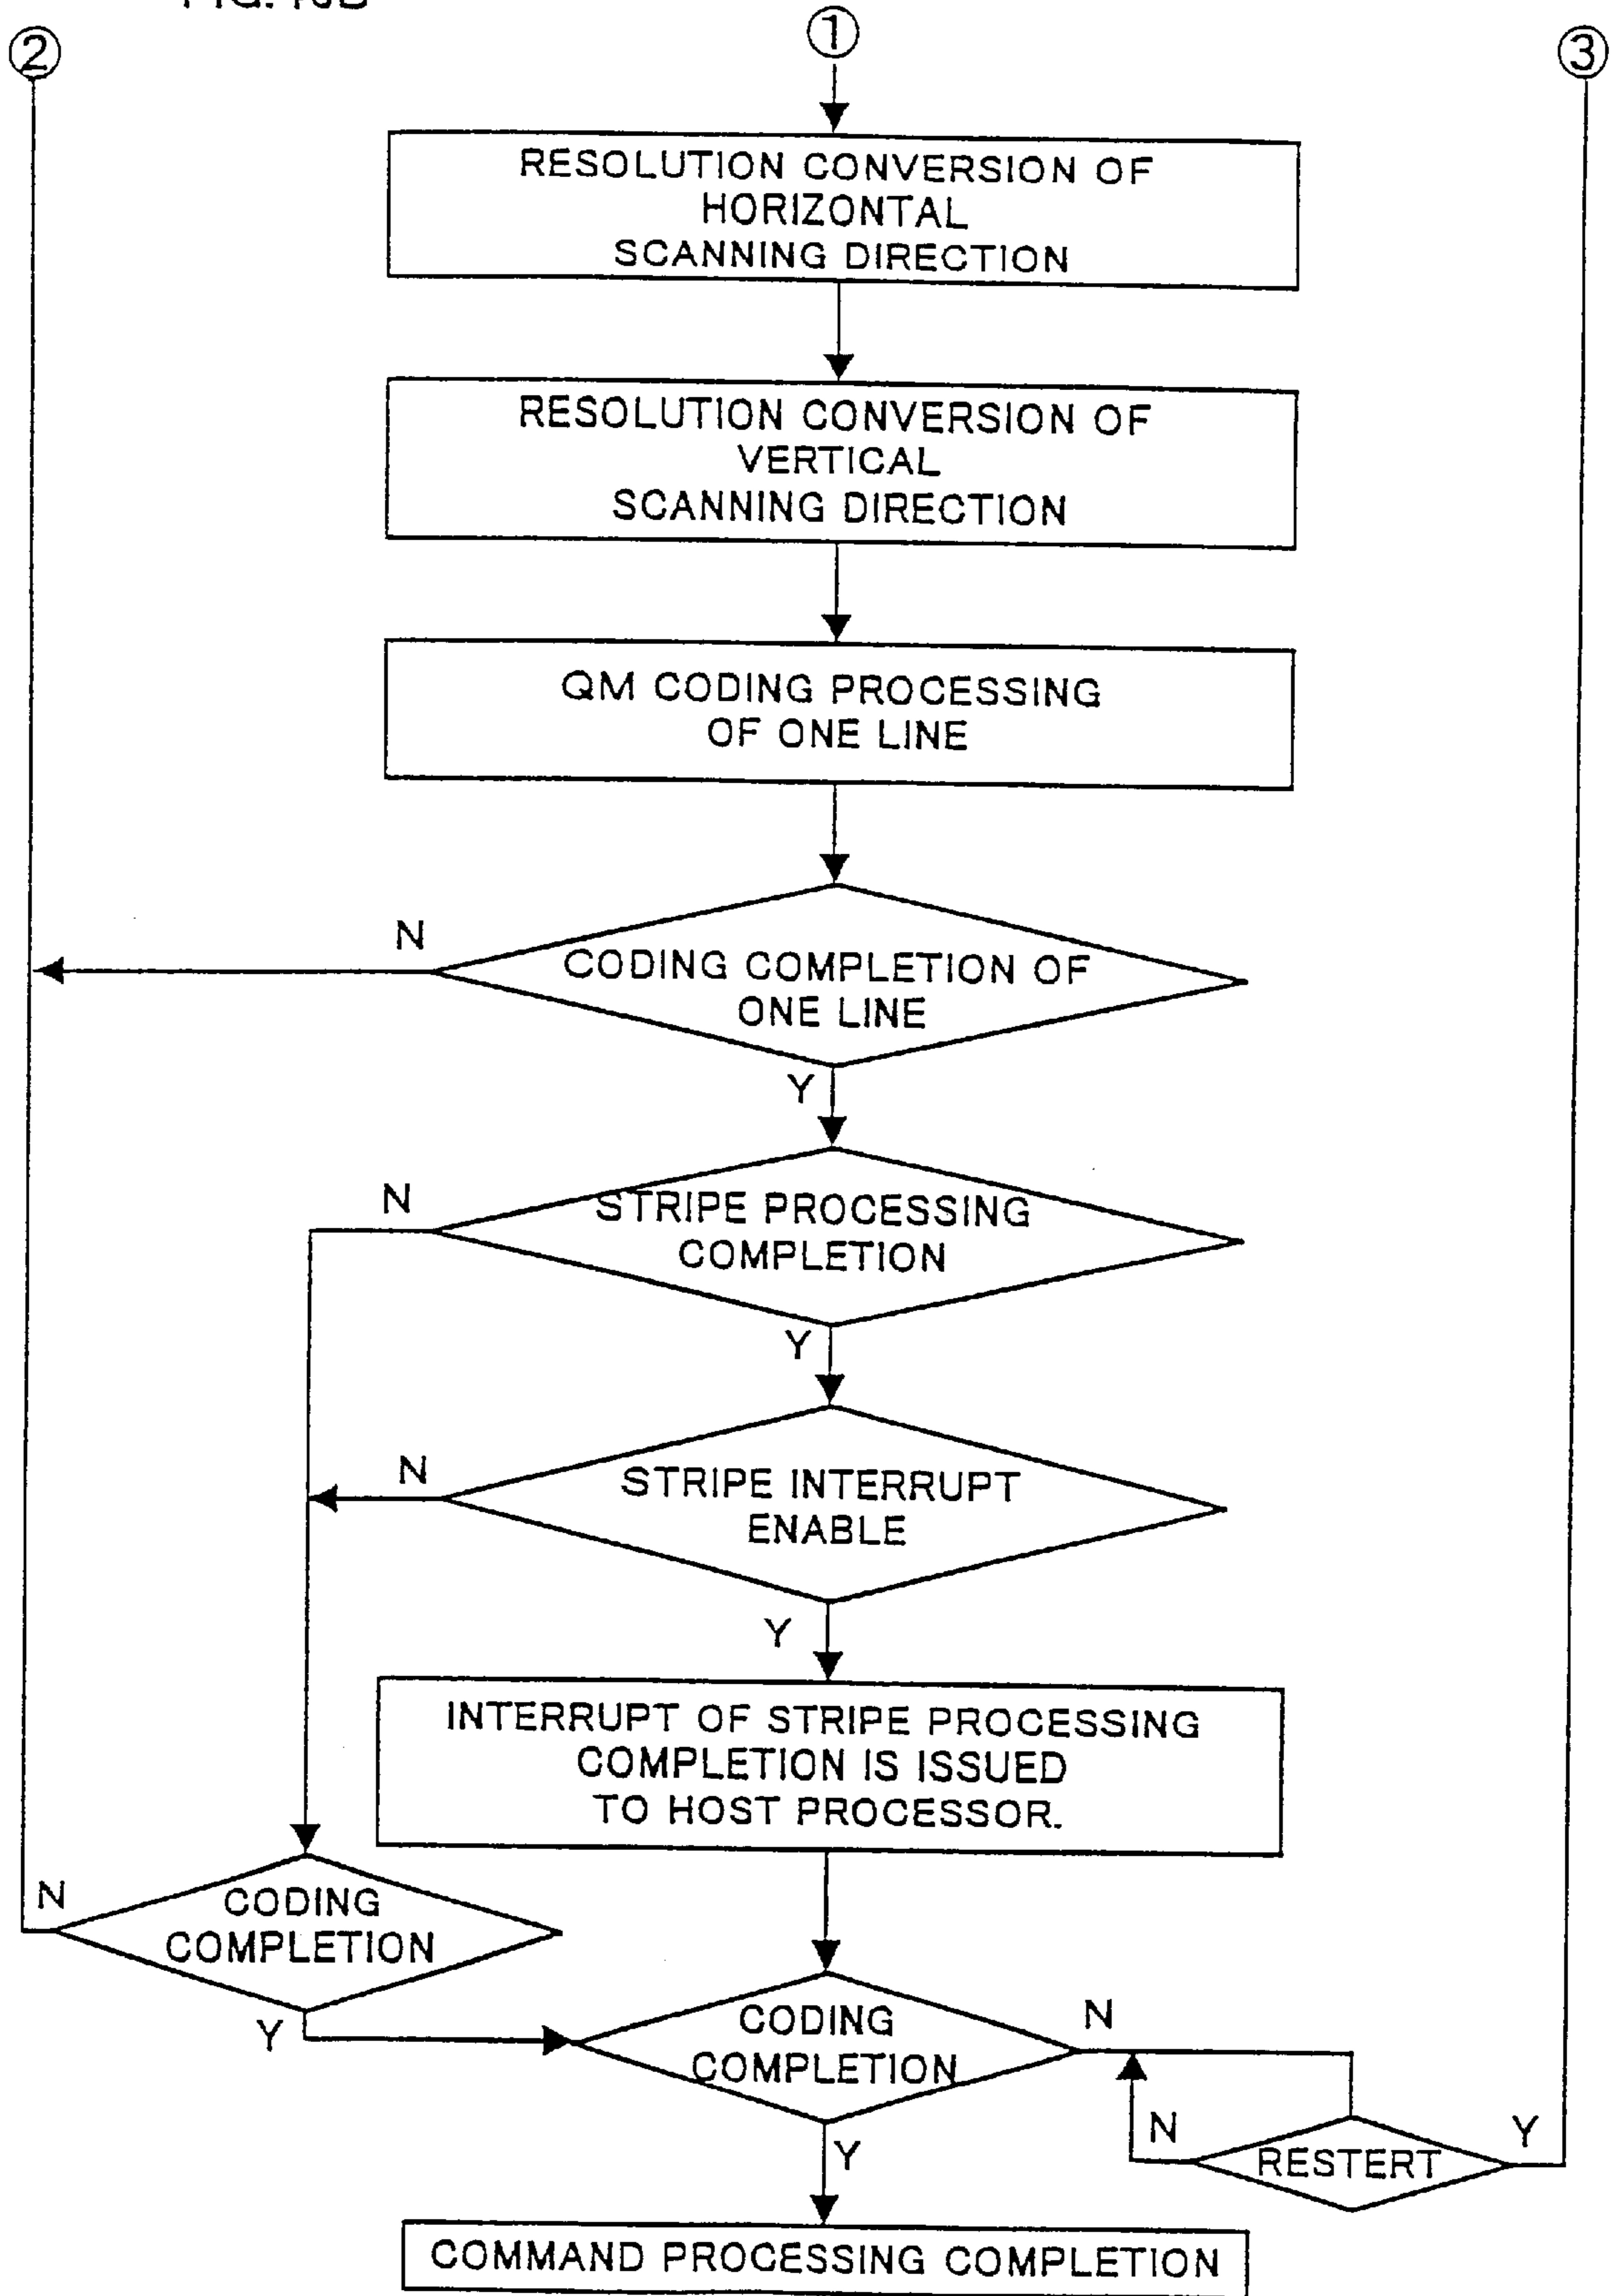 ②
①
③
RESOLUTION CONVERSION OF
HORIZONTAL
SCANNING DIRECTION
RESOLUTION CONVERSION OF
VERTICAL
SCANNING DIRECTION
QM CODING PROCESSING
OF ONE LINE
N
CODING COMPLETION OF
ONE LINE
Y
N
STRIPE PROCESSING
COMPLETION
Y
N
STRIPE INTERRUPT
ENABLE
Y
INTERRUPT OF STRIPE PROCESSING
COMPLETION IS ISSUED
TO HOST PROCESSOR.
N
CODING
COMPLETION
Y
CODING
COMPLETION
N
Y
N
RESTERT
Y
COMMAND PROCESSING COMPLETION